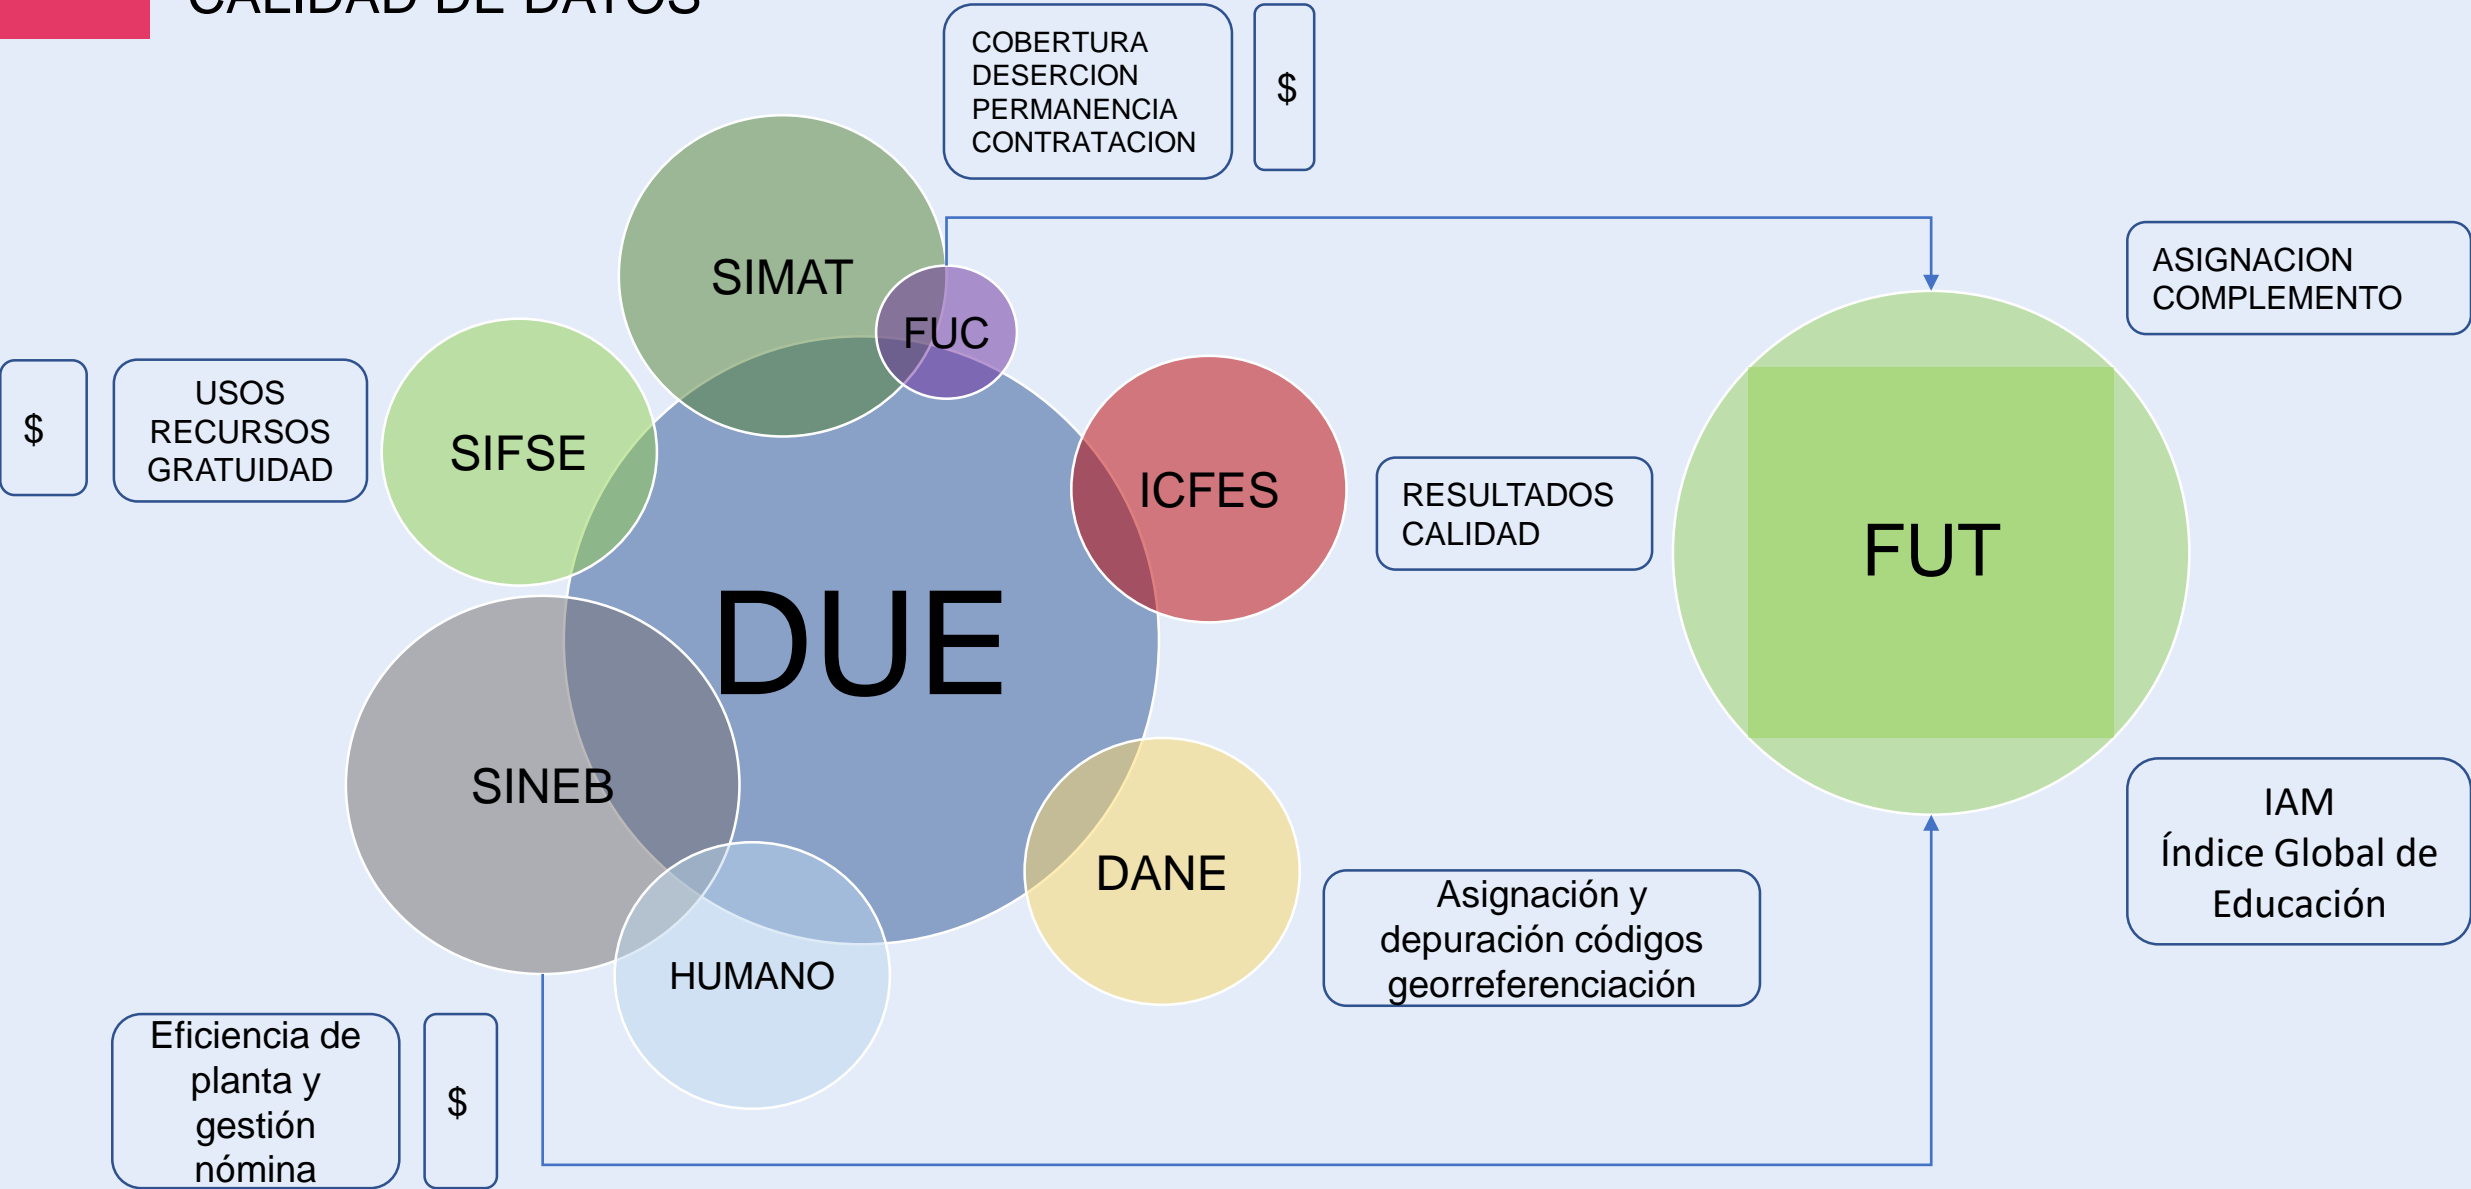 CALIDAD DE DATOS
COBERTURA
DESERCION
PERMANENCIA
CONTRATACION
$
SIMAT
FUC
ASIGNACION
COMPLEMENTO
$
USOS
RECURSOS
GRATUIDAD
SIFSE
ICFES
RESULTADOS
CALIDAD
FUT
DUE
SINEB
DANE
IAM
Índice Global de
Educación
Asignación y
depuración códigos
georreferenciación
HUMANO
Eficiencia de
planta y
gestión
nómina
$